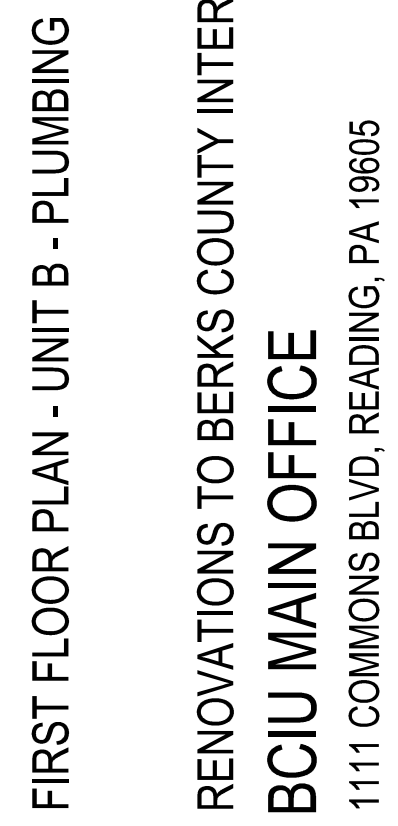 FIRST FLOOR PLAN - UNIT B - PLUMBING
RENOVATIONS TO BERKS COUNTY INTER
BCIU MAIN OFFICE
1111 COMMONS BLVD, READING, PA 19605